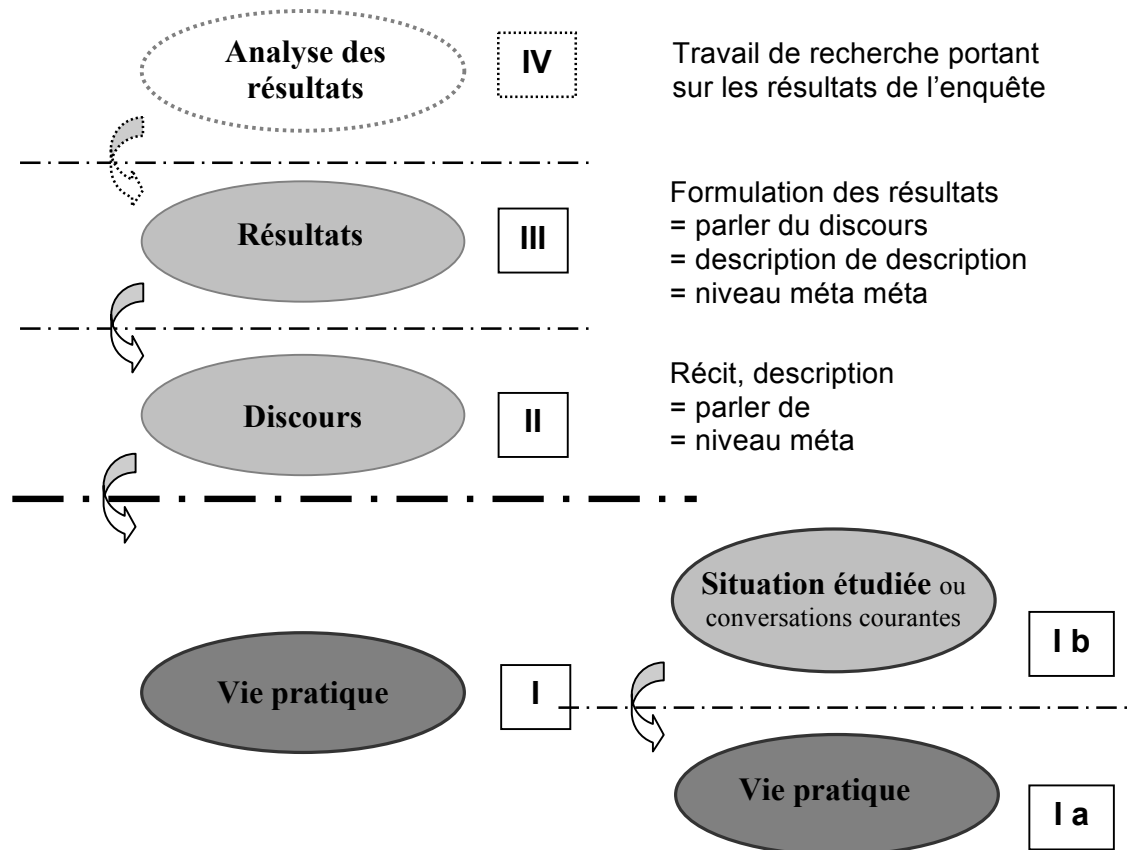 Analyse des
résultats
IV
Travail de recherche portant
sur les résultats de l’enquête
Résultats
III
Formulation des résultats
= parler du discours
= description de description
= niveau méta méta
Discours
II
Récit, description
= parler de
= niveau méta
Situation étudiée ou
conversations courantes
I b
Vie pratique
I
Vie pratique
I a